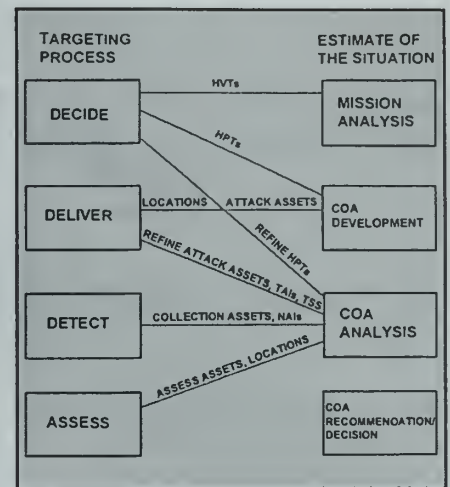 TARGETING
PROCESS
ESTIMATE OF
THE SITUATION
DECIDE
HVTs
MISSION
ANALYSIS
HPTs
DELIVER
LOCATIONS ATTACK ASSETS
COA
DEVELOPMENT
REFINE HPTs
REFINE ATTACK ASSETS, TAIs, TSS
DETECT
COLLECTION ASSETS, NAIs
COA
ANALYSIS
ASSESS ASSETS, LOCATIONS
ASSESS
COA
RECOMMENOATION/
DECISION